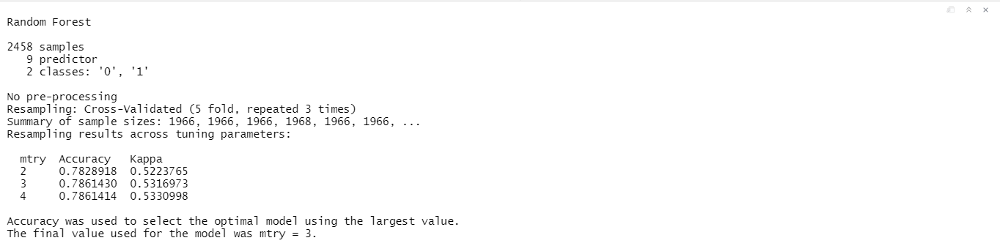 Random Forest
2458 samples
9 predictor
2 classes: '0', '1'
No pre-processing
Resampling: Cross-Validated (5 fold, repeated 3 times)
Summary of sample sizes: 1966, 1966, 1966, 1968, 1966, 1966, ...
Resampling results across tuning parameters:
mtry Accuracy Kappa
2 0.7828918 0.5223765
3 0.7861430 0.5316973
4 0.7861414 0.5330998
Accuracy was used to select the optimal model using the largest value.
The final value used for the model was mtry = 3.